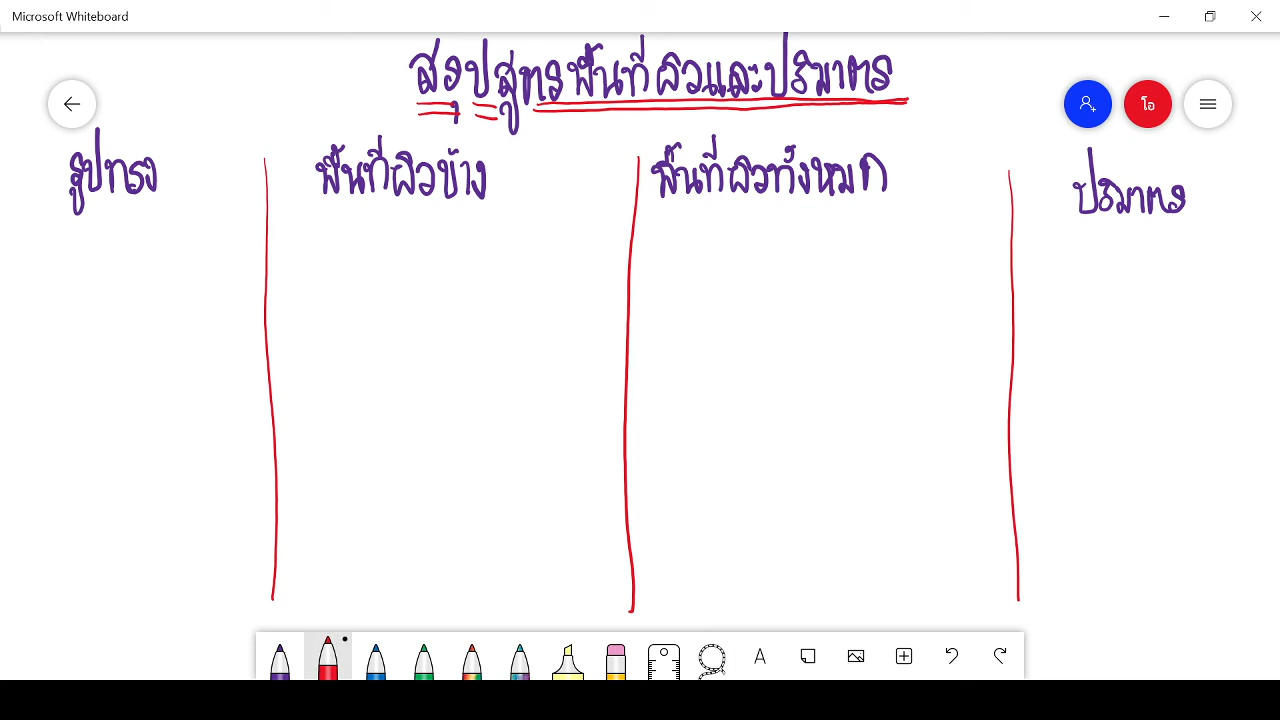 Microsoft Whiteboard
สรุปสูตรพื้นที่ผิวและปริมาตร
โอ
รูปทรง พื้นที่ผิวข้าง พื้นที่ผิวทั้งหมด ปริมาตร
A